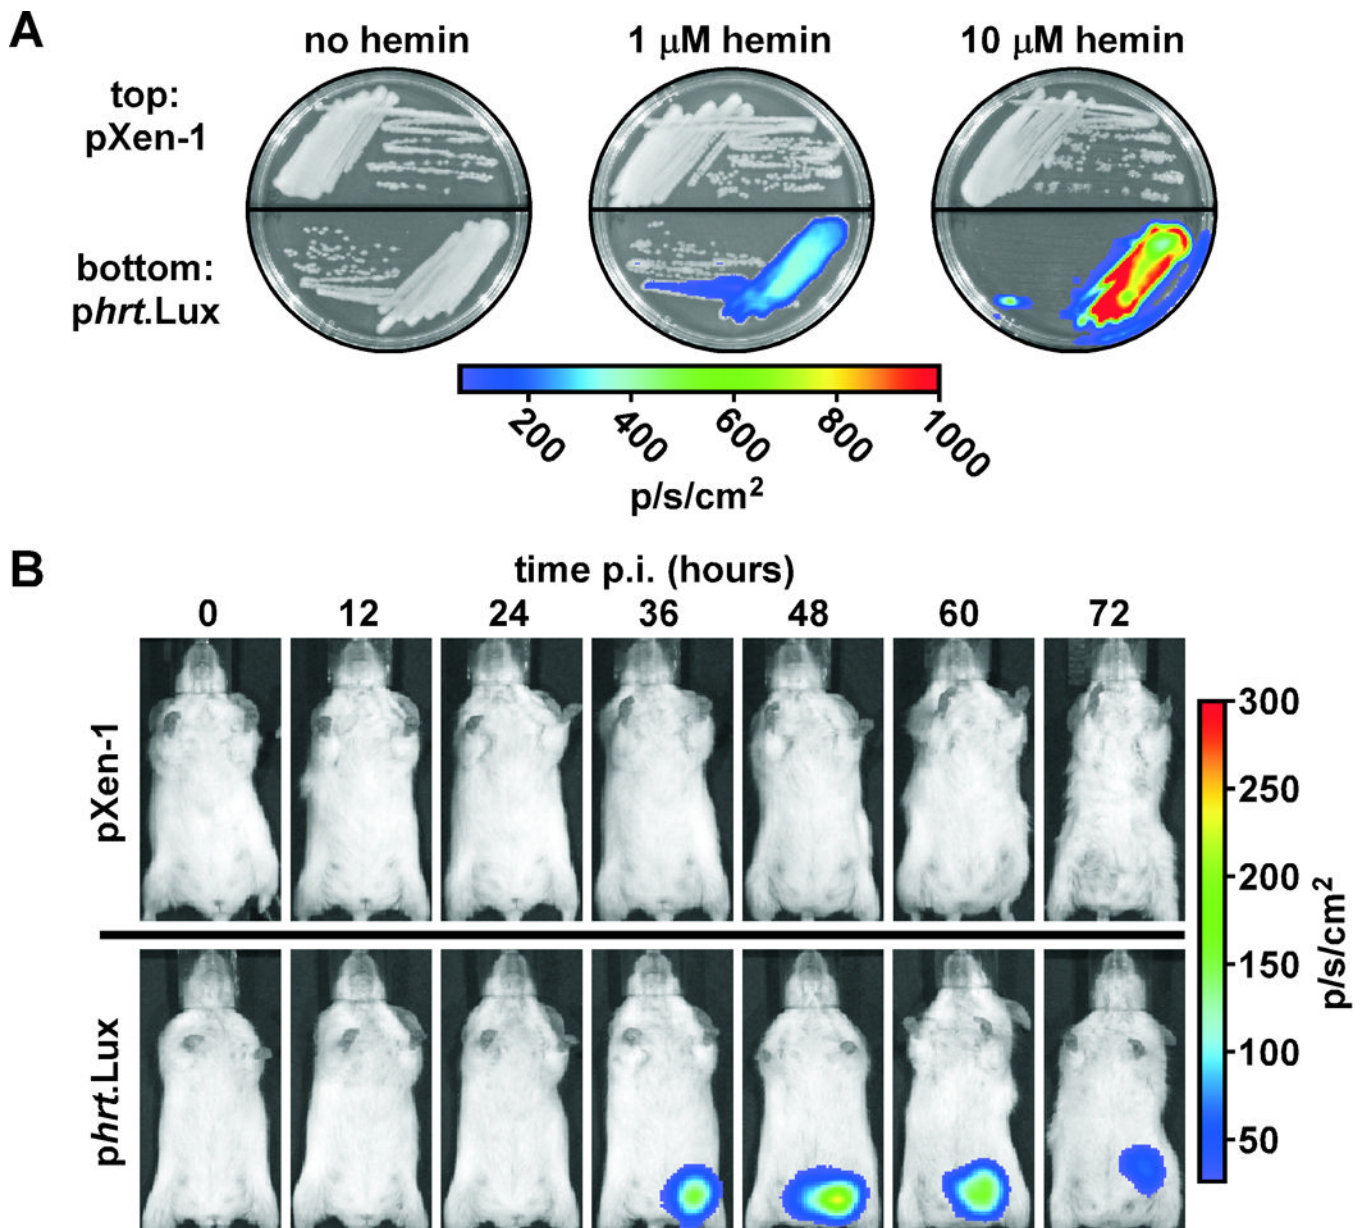 A
no hemin
1 μM hemin
10 μM hemin
top:
pXen-1
bottom:
phrt.Lux
200
400
600
800
1000
p/s/cm²
B
time p.i. (hours)
0
12
24
36
48
60
72
pXen-1
phrt.Lux
300
250
200
150
100
50
p/s/cm²